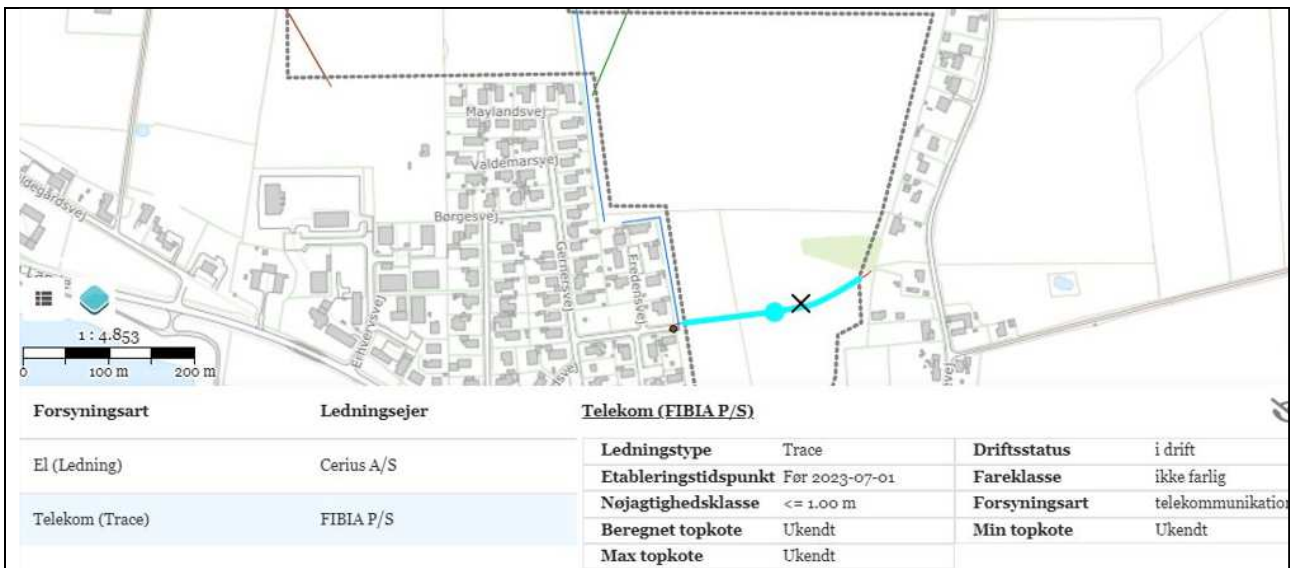 Maylandsvej
Valdemarsvej
Børgesvej
Gernersvej
Fredensvej
Erhvervsvej
1 : 4.853
0 100 m 200 m
Forsyningsart Ledningsejer
El (Ledning) Cerius A/S
Telekom (Trace) FIBIA P/S
Telekom (FIBIA P/S)
Ledningstype Trace Driftsstatus i drift
Etableringstidspunkt Før 2023-07-01 Fareklasse ikke farlig
Nøjagtighedsklasse <= 1.00 m Forsyningsart telekommunikation
Beregnet topkote Ukendt Min topkote Ukendt
Max topkote Ukendt